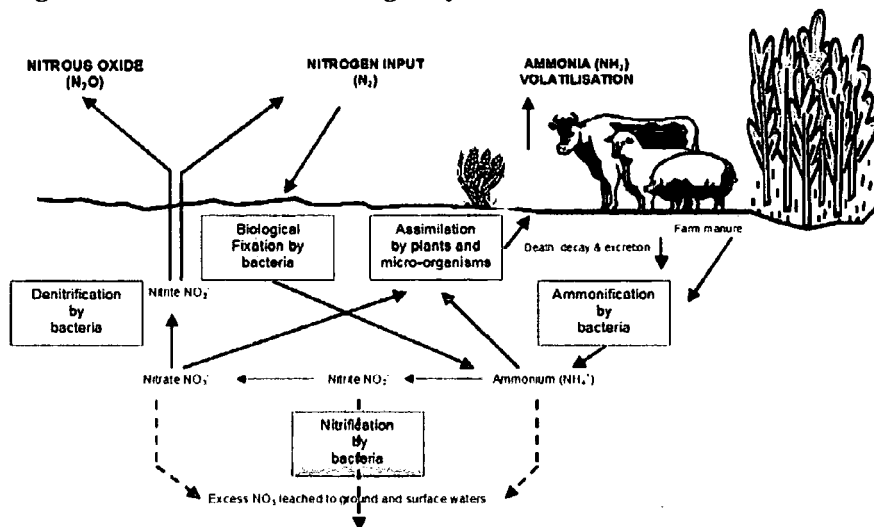 NITROUS OXIDE
(N₂O)
NITROGEN INPUT
(N₂)
AMMONIA (NH₃)
VOLATILISATION
Biological
Fixation by
bacteria
Assimilation
by plants and
micro-organisms
Farm manure
Death, decay & excretion
Denitrification
by
bacteria
Nitrite NO₂⁻
Ammonification
by
bacteria
Nitrate NO₃⁻
Nitrite NO₂⁻
Ammonium (NH₄⁺)
Nitrification
by
bacteria
Excess NO₃ leached to ground and surface waters